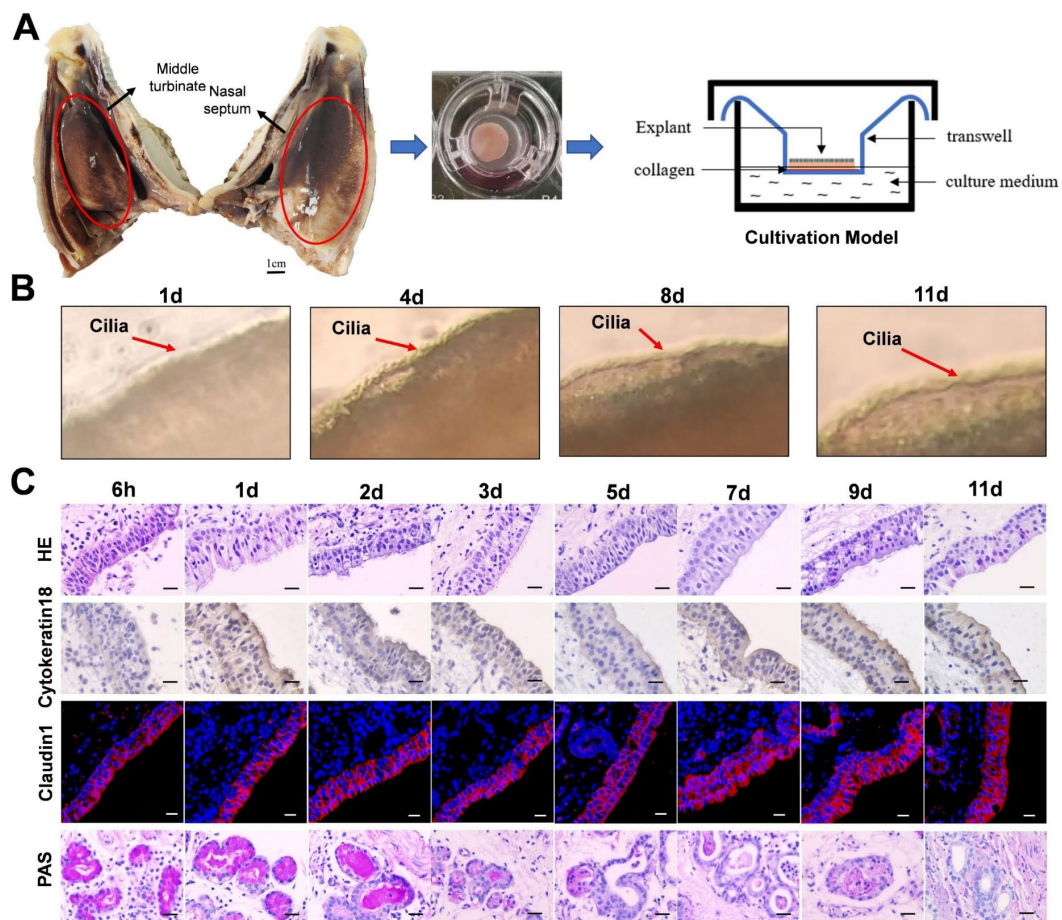 A
Middle
turbinate
Nasal
septum
1cm
Explant
collagen
transwell
culture medium
Cultivation Model
B
1d
4d
8d
11d
Cilia
Cilia
Cilia
Cilia
C
6h
1d
2d
3d
5d
7d
9d
11d
HE
Cytokeratin18
Claudin1
PAS